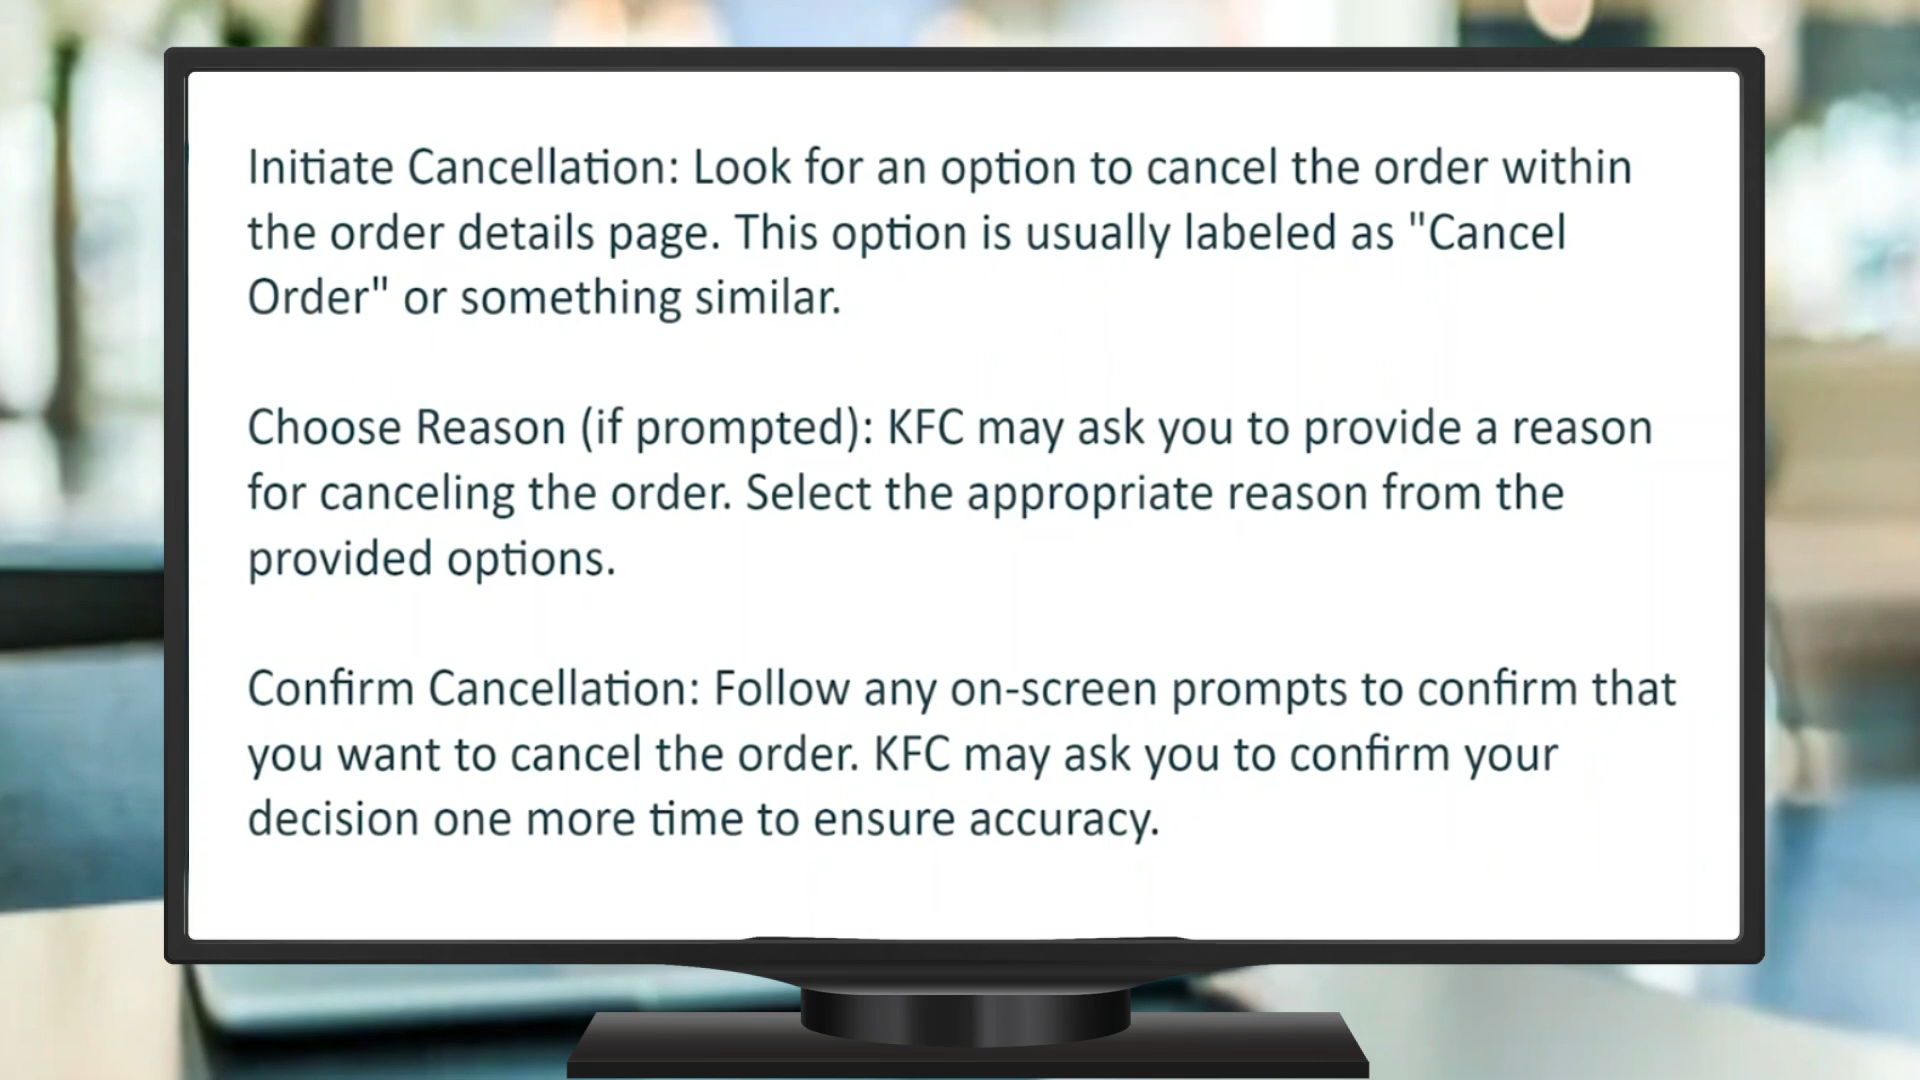 Initiate Cancellation: Look for an option to cancel the order within
the order details page. This option is usually labeled as "Cancel
Order" or something similar.
Choose Reason (if prompted): KFC may ask you to provide a reason
for canceling the order. Select the appropriate reason from the
provided options.
Confirm Cancellation: Follow any on-screen prompts to confirm that
you want to cancel the order. KFC may ask you to confirm your
decision one more time to ensure accuracy.